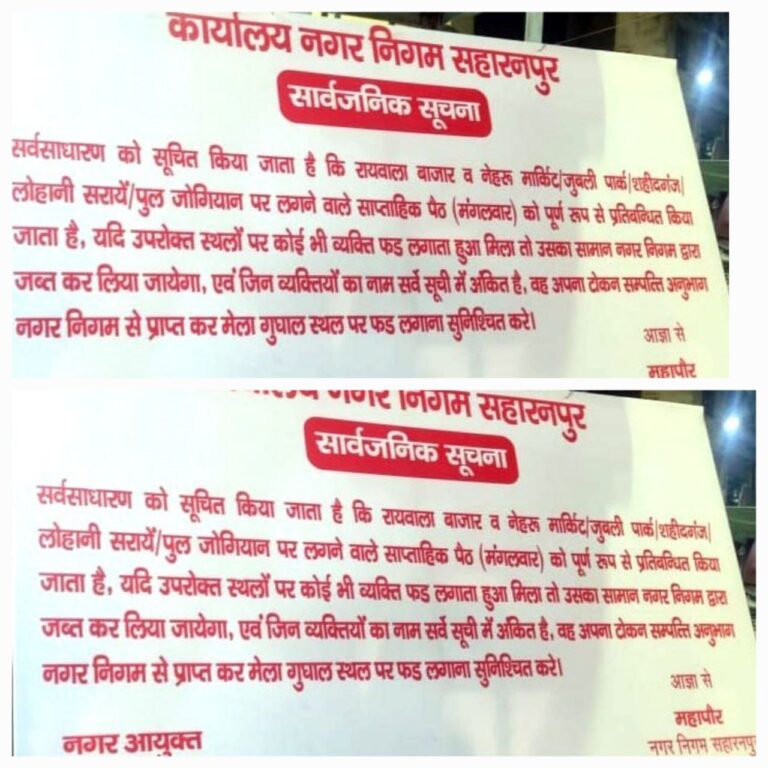 कार्यालय नगर निगम सहारनपुर
सार्वजनिक सूचना
सर्वसाधारण को सूचित किया जाता है कि रायवाला बाजार व नेहरू मार्किट/जुबली पार्क/शहीदगंज/
लोहानी सरायें/पुल जोगियान पर लगने वाले साप्ताहिक पैठ (मंगलवार) को पूर्ण रूप से प्रतिबन्धित किया
जाता है, यदि उपरोक्त स्थलों पर कोई भी व्यक्ति फड लगाता हुआ मिला तो उसका सामान नगर निगम द्वारा
जब्त कर लिया जायेगा, एवं जिन व्यक्तियों का नाम सर्वे सूची में अंकित है, वह अपना टोकन सम्पत्ति अनुभाग
नगर निगम से प्राप्त कर मेला गुघाल स्थल पर फड लगाना सुनिश्चित करे।
आज्ञा से
महापौर
नगर निगम सहारनपुर
सार्वजनिक सूचना
सर्वसाधारण को सूचित किया जाता है कि रायवाला बाजार व नेहरू मार्किट/जुबली पार्क/शहीदगंज/
लोहानी सरायें/पुल जोगियान पर लगने वाले साप्ताहिक पैठ (मंगलवार) को पूर्ण रूप से प्रतिबन्धित किया
जाता है, यदि उपरोक्त स्थलों पर कोई भी व्यक्ति फड लगाता हुआ मिला तो उसका सामान नगर निगम द्वारा
जब्त कर लिया जायेगा, एवं जिन व्यक्तियों का नाम सर्वे सूची में अंकित है, वह अपना टोकन सम्पत्ति अनुभाग
नगर निगम से प्राप्त कर मेला गुघाल स्थल पर फड लगाना सुनिश्चित करे।
आज्ञा से
नगर आयुक्त महापौर
नगर निगम सहारनपुर